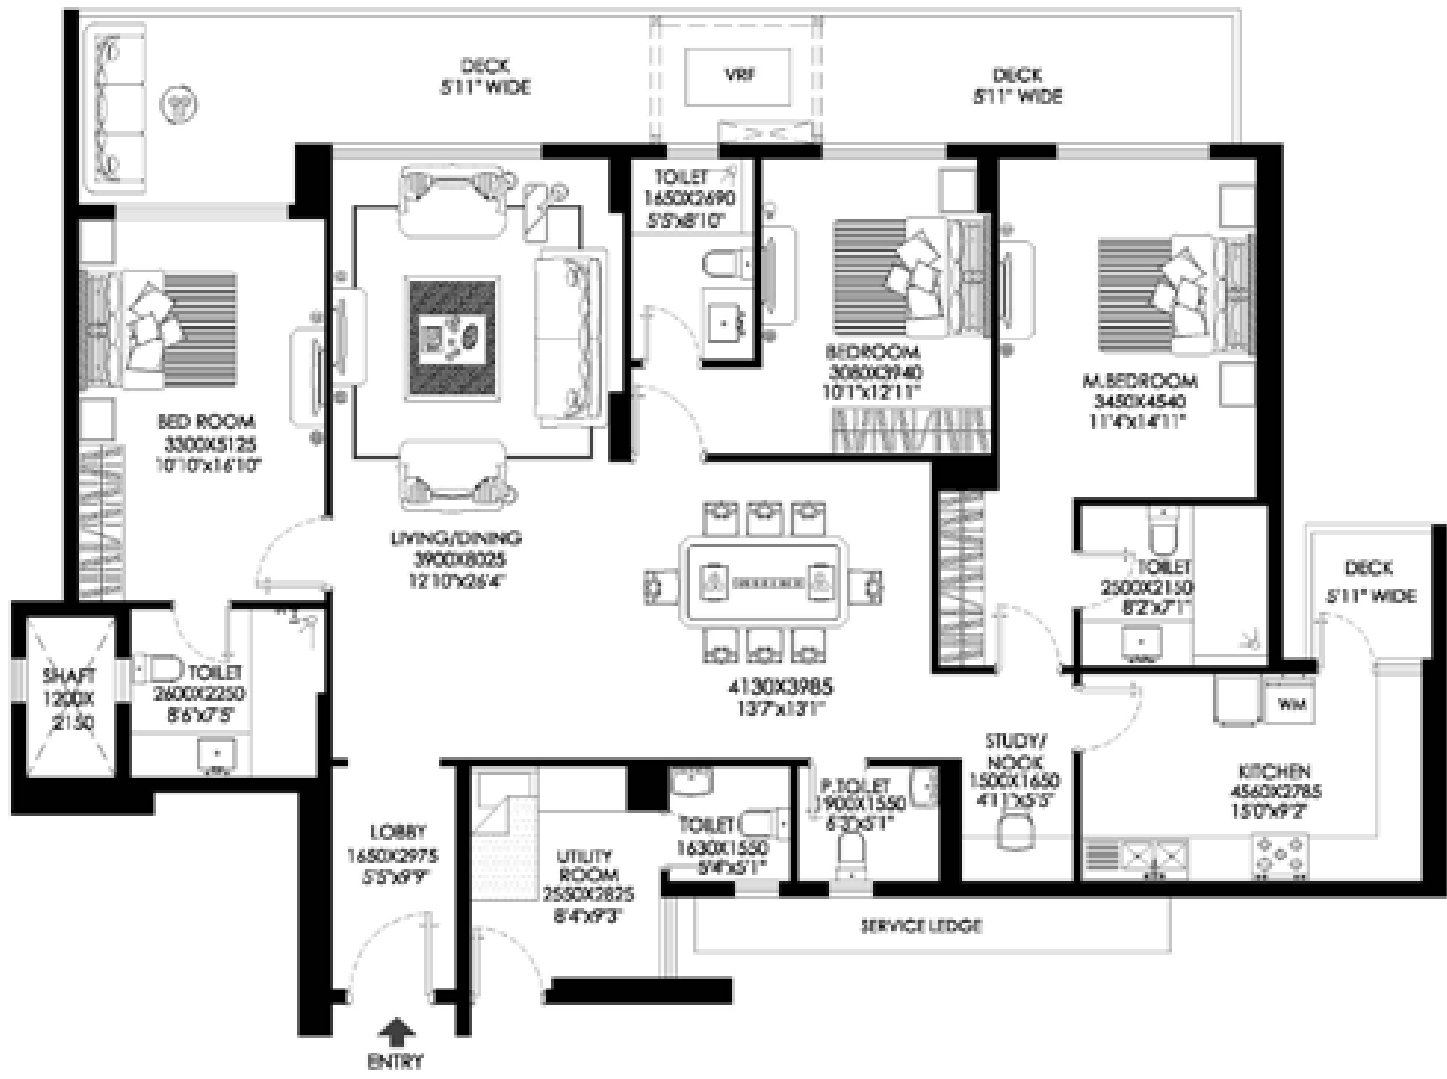 DECK
5'11" WIDE
VRF
DECK
5'11" WIDE
TOILET
1650X2690
5'5"x8'10"
BEDROOM
3080X3940
10'1"x12'11"
M.BEDROOM
3450X4540
11'4"x14'11"
BED ROOM
3300X5125
10'10"x16'10"
LIVING/DINING
3900X8025
12'10"x26'4"
TOILET
2500X2150
8'2"x7'1"
DECK
5'11" WIDE
SHAFT
1200X
2150
TOILET
2600X2250
8'6"x7'5"
4130X3985
13'7"x13'1"
WM
STUDY/
NOOK
1500X1650
4'11"x5'5"
KITCHEN
4560X2785
15'0"x9'2"
LOBBY
1650X2975
5'5"x9'9"
UTILITY
ROOM
2550X2825
8'4"x9'3"
TOILET
1630X1550
5'4"x5'1"
P.TOILET
1900X1550
6'3"x5'1"
SERVICE LEDGE
ENTRY